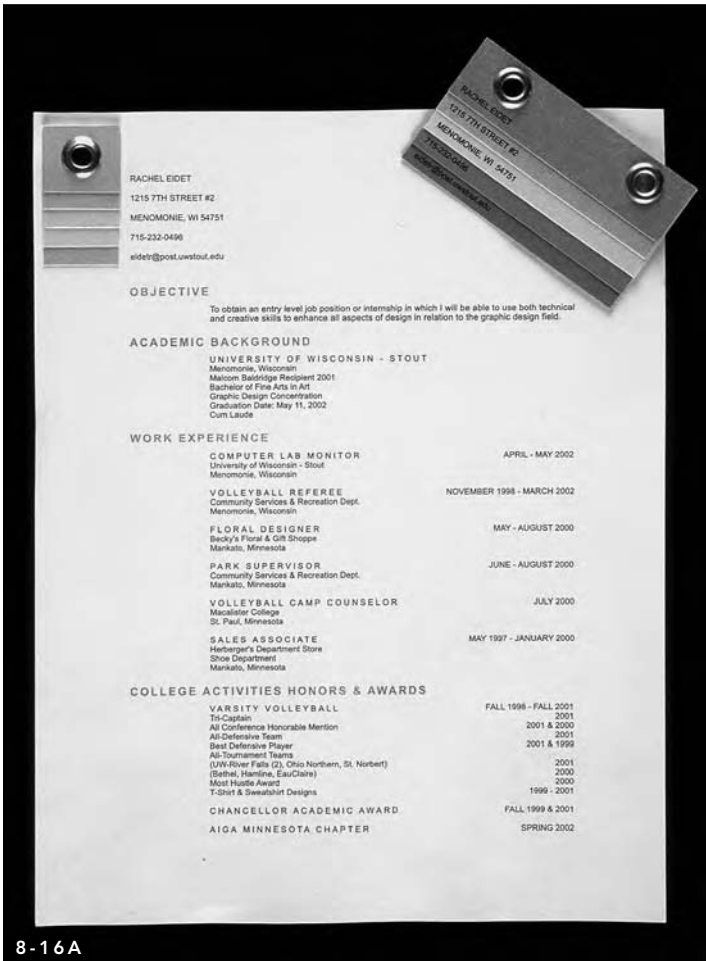 RACHEL EIDET
1215 7TH STREET #2
MENOMONIE, WI 54751
715-232-0496
eidetr@post.uwstout.edu
RACHEL EIDET
1215 7TH STREET #2
MENOMONIE, WI 54751
715-232-0496
eidetr@post.uwstout.edu
OBJECTIVE
To obtain an entry level job position or internship in which I will be able to use both technical
and creative skills to enhance all aspects of design in relation to the graphic design field.
ACADEMIC BACKGROUND
UNIVERSITY OF WISCONSIN - STOUT
Menomonie, Wisconsin
Malcom Baldridge Recipient 2001
Bachelor of Fine Arts in Art
Graphic Design Concentration
Graduation Date: May 11, 2002
Cum Laude
WORK EXPERIENCE
COMPUTER LAB MONITOR APRIL - MAY 2002
University of Wisconsin - Stout
Menomonie, Wisconsin
VOLLEYBALL REFEREE NOVEMBER 1998 - MARCH 2002
Community Services & Recreation Dept.
Menomonie, Wisconsin
FLORAL DESIGNER MAY - AUGUST 2000
Becky's Floral & Gift Shoppe
Mankato, Minnesota
PARK SUPERVISOR JUNE - AUGUST 2000
Community Services & Recreation Dept.
Mankato, Minnesota
VOLLEYBALL CAMP COUNSELOR JULY 2000
Macalister College
St. Paul, Minnesota
SALES ASSOCIATE MAY 1997 - JANUARY 2000
Herberger's Department Store
Shoe Department
Mankato, Minnesota
COLLEGE ACTIVITIES HONORS & AWARDS
VARSITY VOLLEYBALL FALL 1998 - FALL 2001
Tri-Captain 2001
All Conference Honorable Mention 2001 & 2000
All-Defensive Team 2001
Best Defensive Player 2001 & 1999
All-Tournament Teams
(UW-River Falls (2), Ohio Northern, St. Norbert) 2001
(Bethel, Hamline, EauClaire) 2000
Most Hustle Award 2000
T-Shirt & Sweatshirt Designs 1999 - 2001
CHANCELLOR ACADEMIC AWARD FALL 1999 & 2001
AIGA MINNESOTA CHAPTER SPRING 2002
8-16A